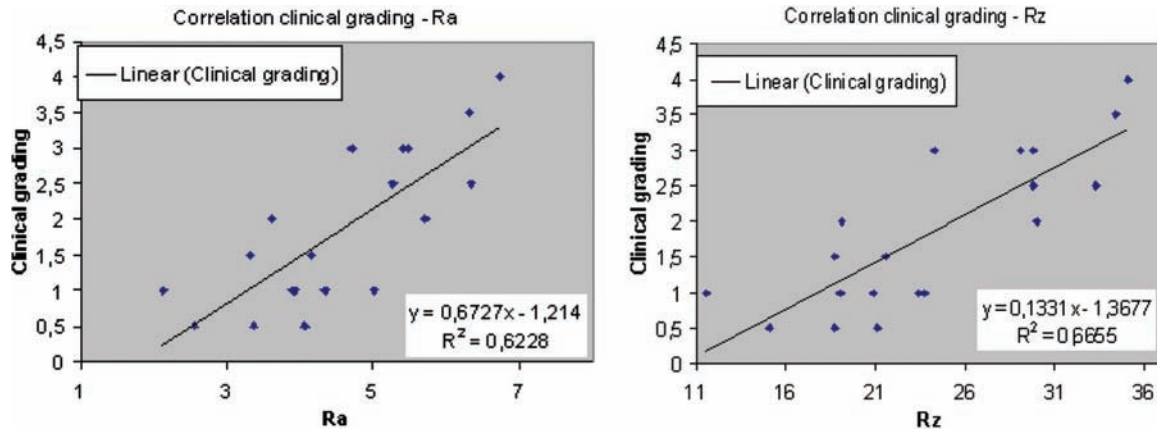 Correlation clinical grading - Ra
4,5
4
3,5
3
2,5
2
1,5
1
0,5
0
Clinical grading
Linear (Clinical grading)
y = 0,6727x - 1,214
R² = 0,6228
1 3 5 7
Ra
Correlation clinical grading - Rz
4,5
4
3,5
3
2,5
2
1,5
1
0,5
0
Clinical grading
Linear (Clinical grading)
y = 0,1331x - 1,3677
R² = 0,6655
11 16 21 26 31 36
Rz